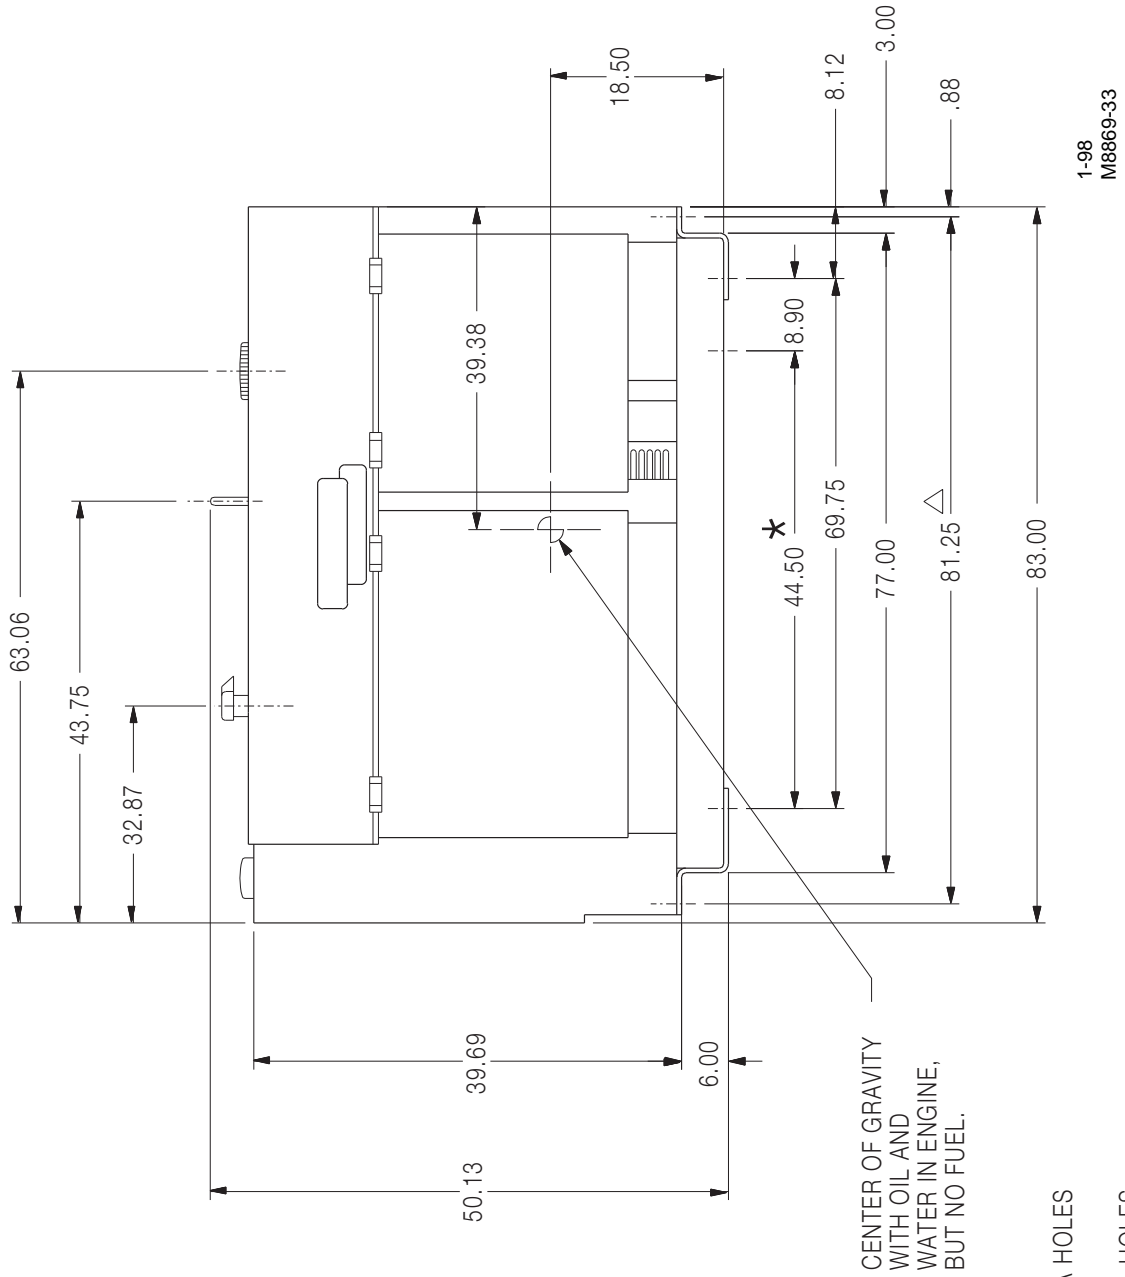 63.06
43.75
32.87
18.50
39.38
8.12
3.00
.88
8.90
44.50 *
69.75
77.00
81.25 △
83.00
39.69
6.00
50.13
CENTER OF GRAVITY
WITH OIL AND
WATER IN ENGINE,
BUT NO FUEL.
HOLES
HOLES
1-98
M8869-33